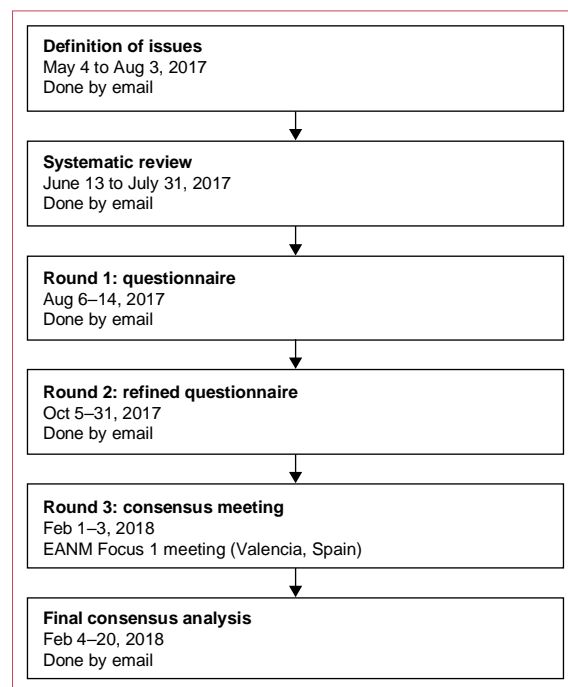 Definition of issues
May 4 to Aug 3, 2017
Done by email
Systematic review
June 13 to July 31, 2017
Done by email
Round 1: questionnaire
Aug 6–14, 2017
Done by email
Round 2: refined questionnaire
Oct 5–31, 2017
Done by email
Round 3: consensus meeting
Feb 1–3, 2018
EANM Focus 1 meeting (Valencia, Spain)
Final consensus analysis
Feb 4–20, 2018
Done by email